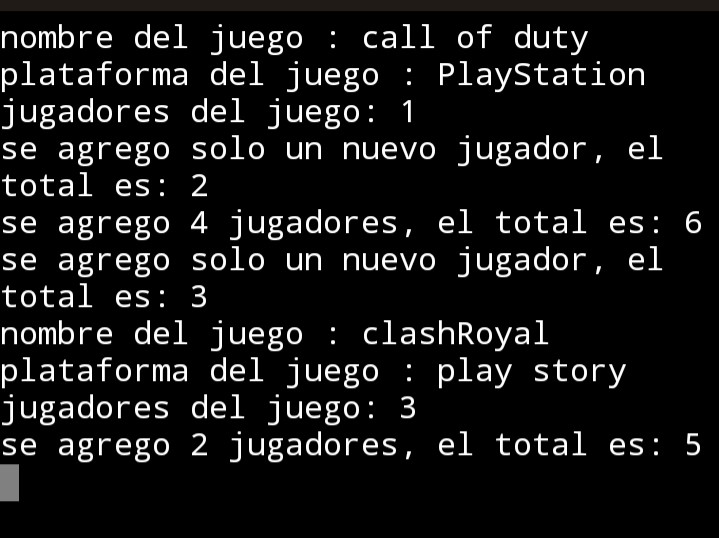 nombre del juego : call of duty
plataforma del juego : PlayStation
jugadores del juego: 1
se agrego solo un nuevo jugador, el
total es: 2
se agrego 4 jugadores, el total es: 6
se agrego solo un nuevo jugador, el
total es: 3
nombre del juego : clashRoyal
plataforma del juego : play story
jugadores del juego: 3
se agrego 2 jugadores, el total es: 5